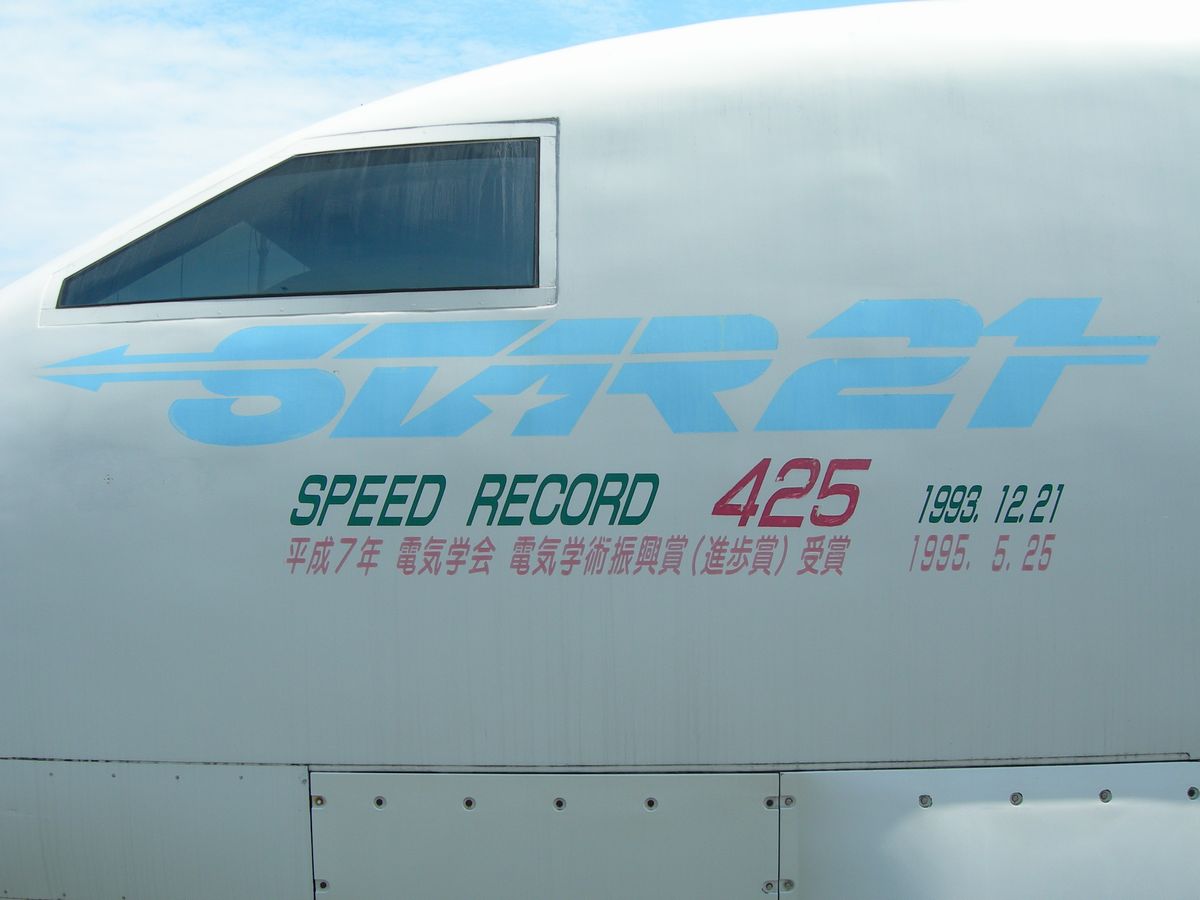 STAR21
SPEED RECORD 425 1993. 12. 21
平成7年 電気学会 電気学術振興賞(進歩賞)受賞 1995. 5. 25